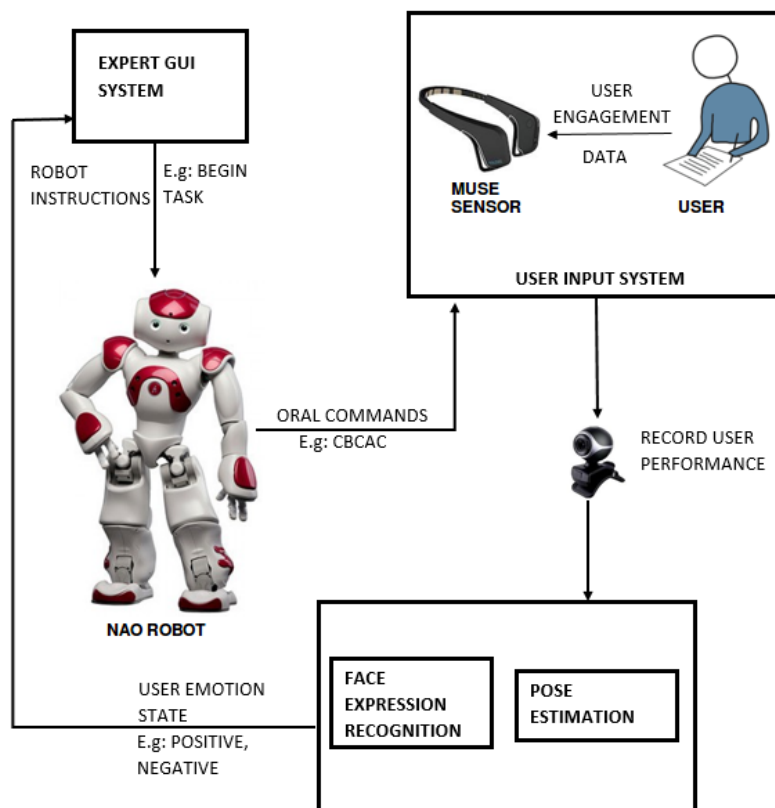 EXPERT GUI
SYSTEM
ROBOT
INSTRUCTIONS
E.g: BEGIN
TASK
USER
ENGAGEMENT
DATA
MUSE
SENSOR
USER
USER INPUT SYSTEM
ORAL COMMANDS
E.g: CBCAC
RECORD USER
PERFORMANCE
NAO ROBOT
USER EMOTION
STATE
E.g: POSITIVE,
NEGATIVE
FACE
EXPRESSION
RECOGNITION
POSE
ESTIMATION